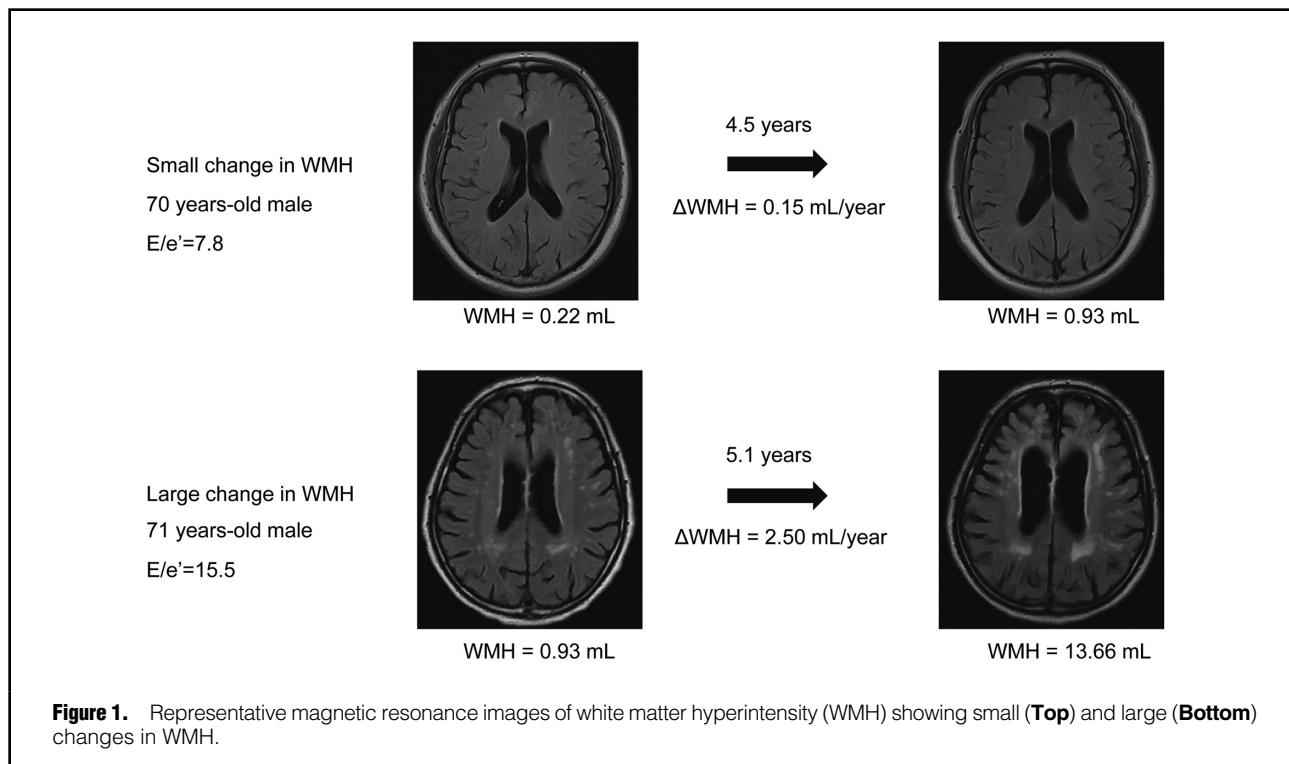 Small change in WMH
70 years-old male
E/e’=7.8
4.5 years
ΔWMH = 0.15 mL/year
WMH = 0.22 mL
WMH = 0.93 mL
Large change in WMH
71 years-old male
E/e’=15.5
5.1 years
ΔWMH = 2.50 mL/year
WMH = 0.93 mL
WMH = 13.66 mL
Figure 1. Representative magnetic resonance images of white matter hyperintensity (WMH) showing small (Top) and large (Bottom)
changes in WMH.